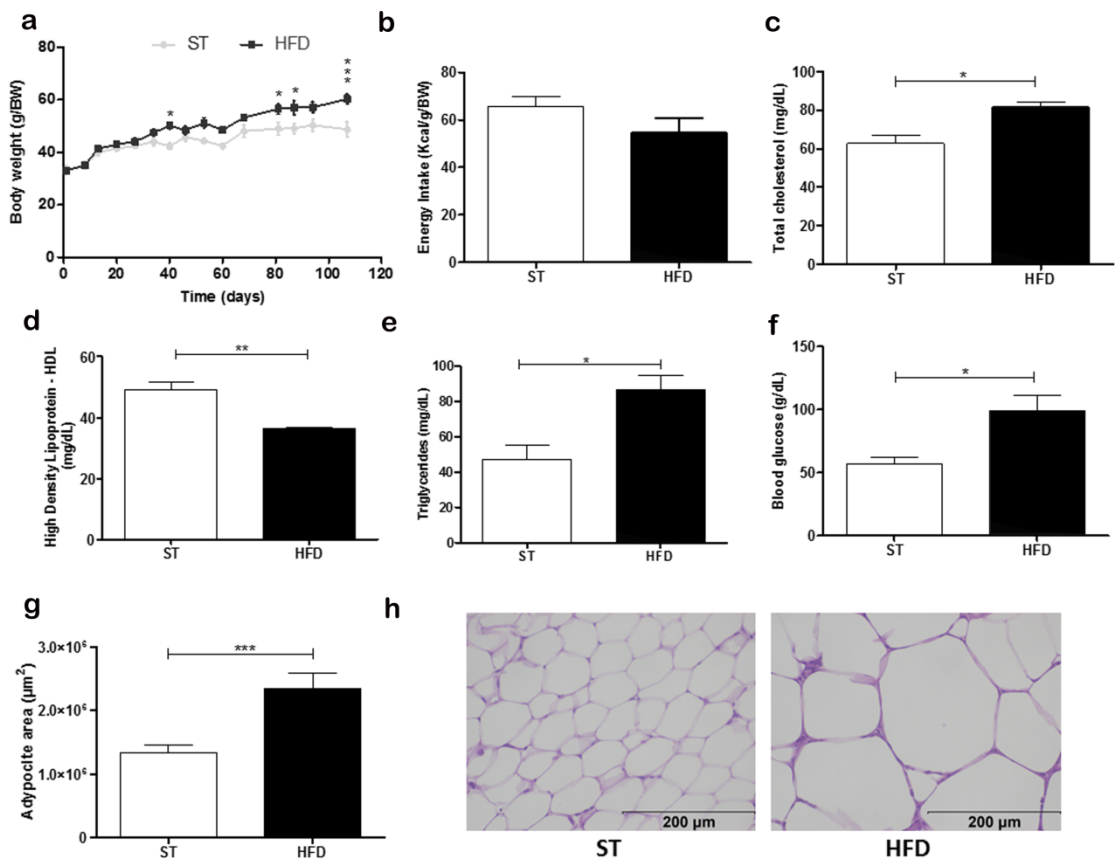 a
ST HFD
Body weight (g/BW)
80
60
40
20
0
* * * ***
0 20 40 60 80 100 120
Time (days)
b
Energy Intake (Kcal/g/BW)
80
60
40
20
0
ST HFD
c
Total cholesterol (mg/dL)
100
80
60
40
20
0
*
ST HFD
d
High Density Lipoprotein - HDL
(mg/dL)
60
40
20
0
**
ST HFD
e
Triglycerides (mg/dL)
100
80
60
40
20
0
*
ST HFD
f
Blood glucose (g/dL)
150
100
50
0
*
ST HFD
g
Adypocite area (µm²)
3.0×10⁶
2.0×10⁶
1.0×10⁶
0
***
ST HFD
h
200 µm 200 µm
ST HFD